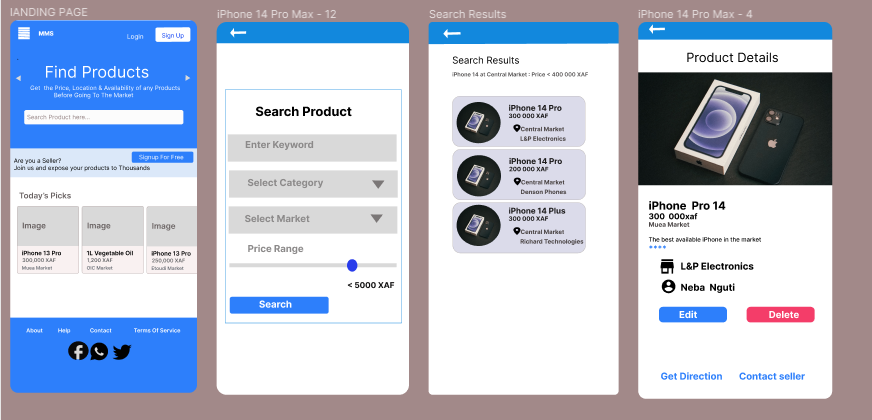 lANDING PAGE
MMS
Login
Sign Up
Find Products
Get the Price, Location & Availability of any Products
Before Going To The Market
Search Product here...
Are you a Seller?
Signup For Free
Join us and expose your products to Thousands
Today's Picks
Image
Image
Image
iPhone 13 Pro
300,000 XAF
Muea Market
1L Vegetable Oil
1,200 XAF
OIC Market
iPhone 13 Pro
250,000 XAF
Etoudi Market
About
Help
Contact
Terms Of Service
iPhone 14 Pro Max - 12
Search Product
Enter Keyword
Select Category
Select Market
Price Range
< 5000 XAF
Search
Search Results
Search Results
iPhone 14 at Central Market : Price < 400 000 XAF
iPhone 14 Pro
300 000 XAF
Central Market
L&P Electronics
iPhone 14 Pro
200 000 XAF
Central Market
Denson Phones
iPhone 14 Plus
300 000 XAF
Central Market
Richard Technologies
iPhone 14 Pro Max - 4
Product Details
iPhone Pro 14
300 000xaf
Muea Market
The best available iPhone in the market
L&P Electronics
Neba Nguti
Edit
Delete
Get Direction
Contact seller